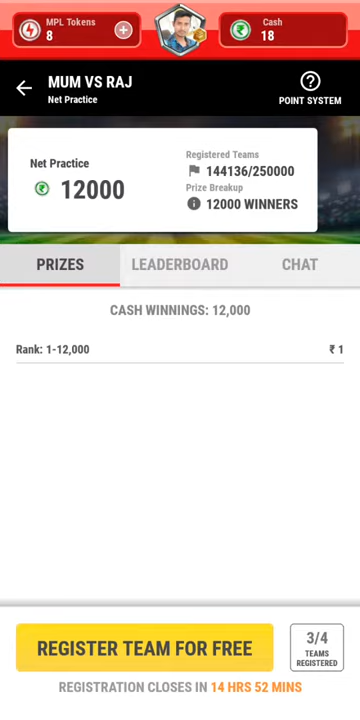 MPL Tokens
8
Cash
18
MUM VS RAJ
Net Practice
POINT SYSTEM
Net Practice
12000
Registered Teams
144136/250000
Prize Breakup
12000 WINNERS
PRIZES
LEADERBOARD
CHAT
CASH WINNINGS: 12,000
Rank: 1-12,000
₹ 1
REGISTER TEAM FOR FREE
3/4
TEAMS
REGISTERED
REGISTRATION CLOSES IN 14 HRS 52 MINS